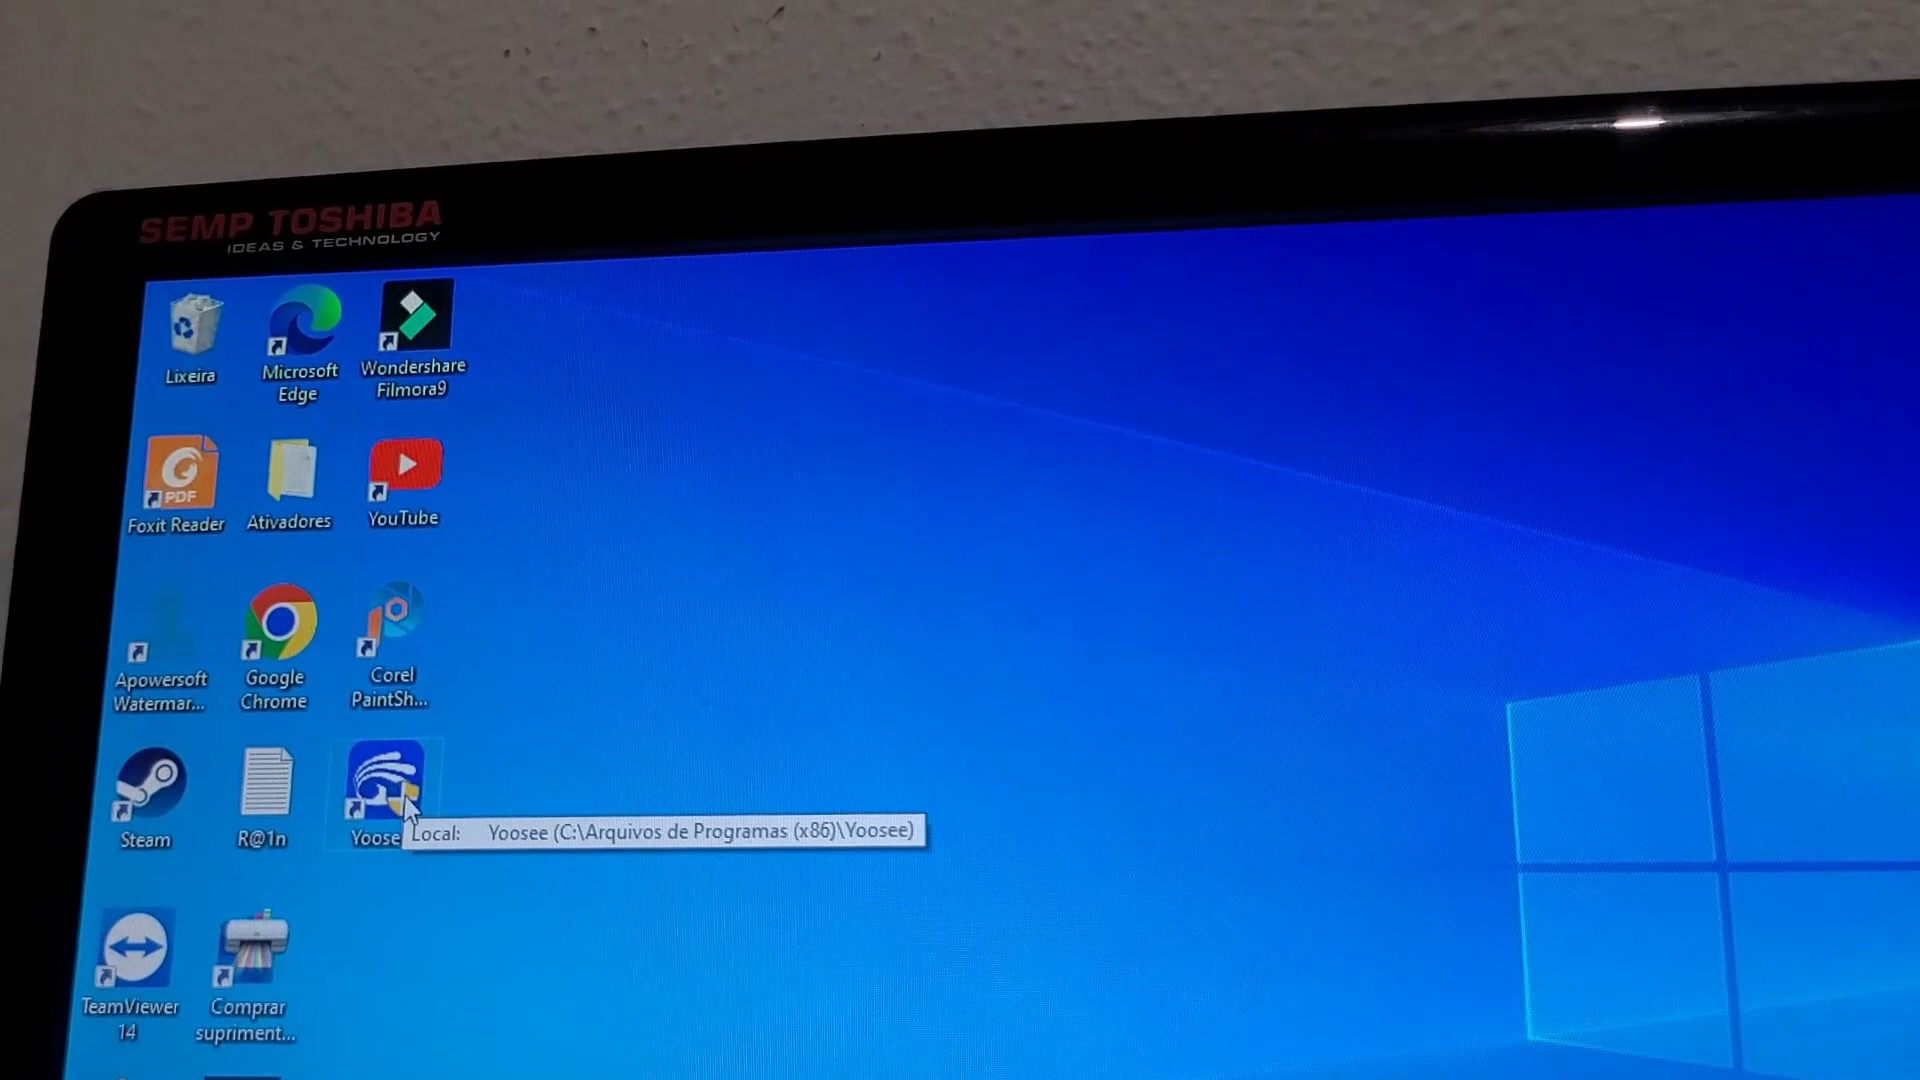 SEMP TOSHIBA
IDEAS & TECHNOLOGY
Lixeira
Microsoft
Edge
Wondershare
Filmora9
PDF
Foxit Reader
Ativadores
YouTube
Apowersoft
Watermar...
Google
Chrome
Corel
PaintSh...
Steam
R@1n
Yoose
Local: Yoosee (C:\Arquivos de Programas (x86)\Yoosee)
TeamViewer
14
Comprar
supriment...